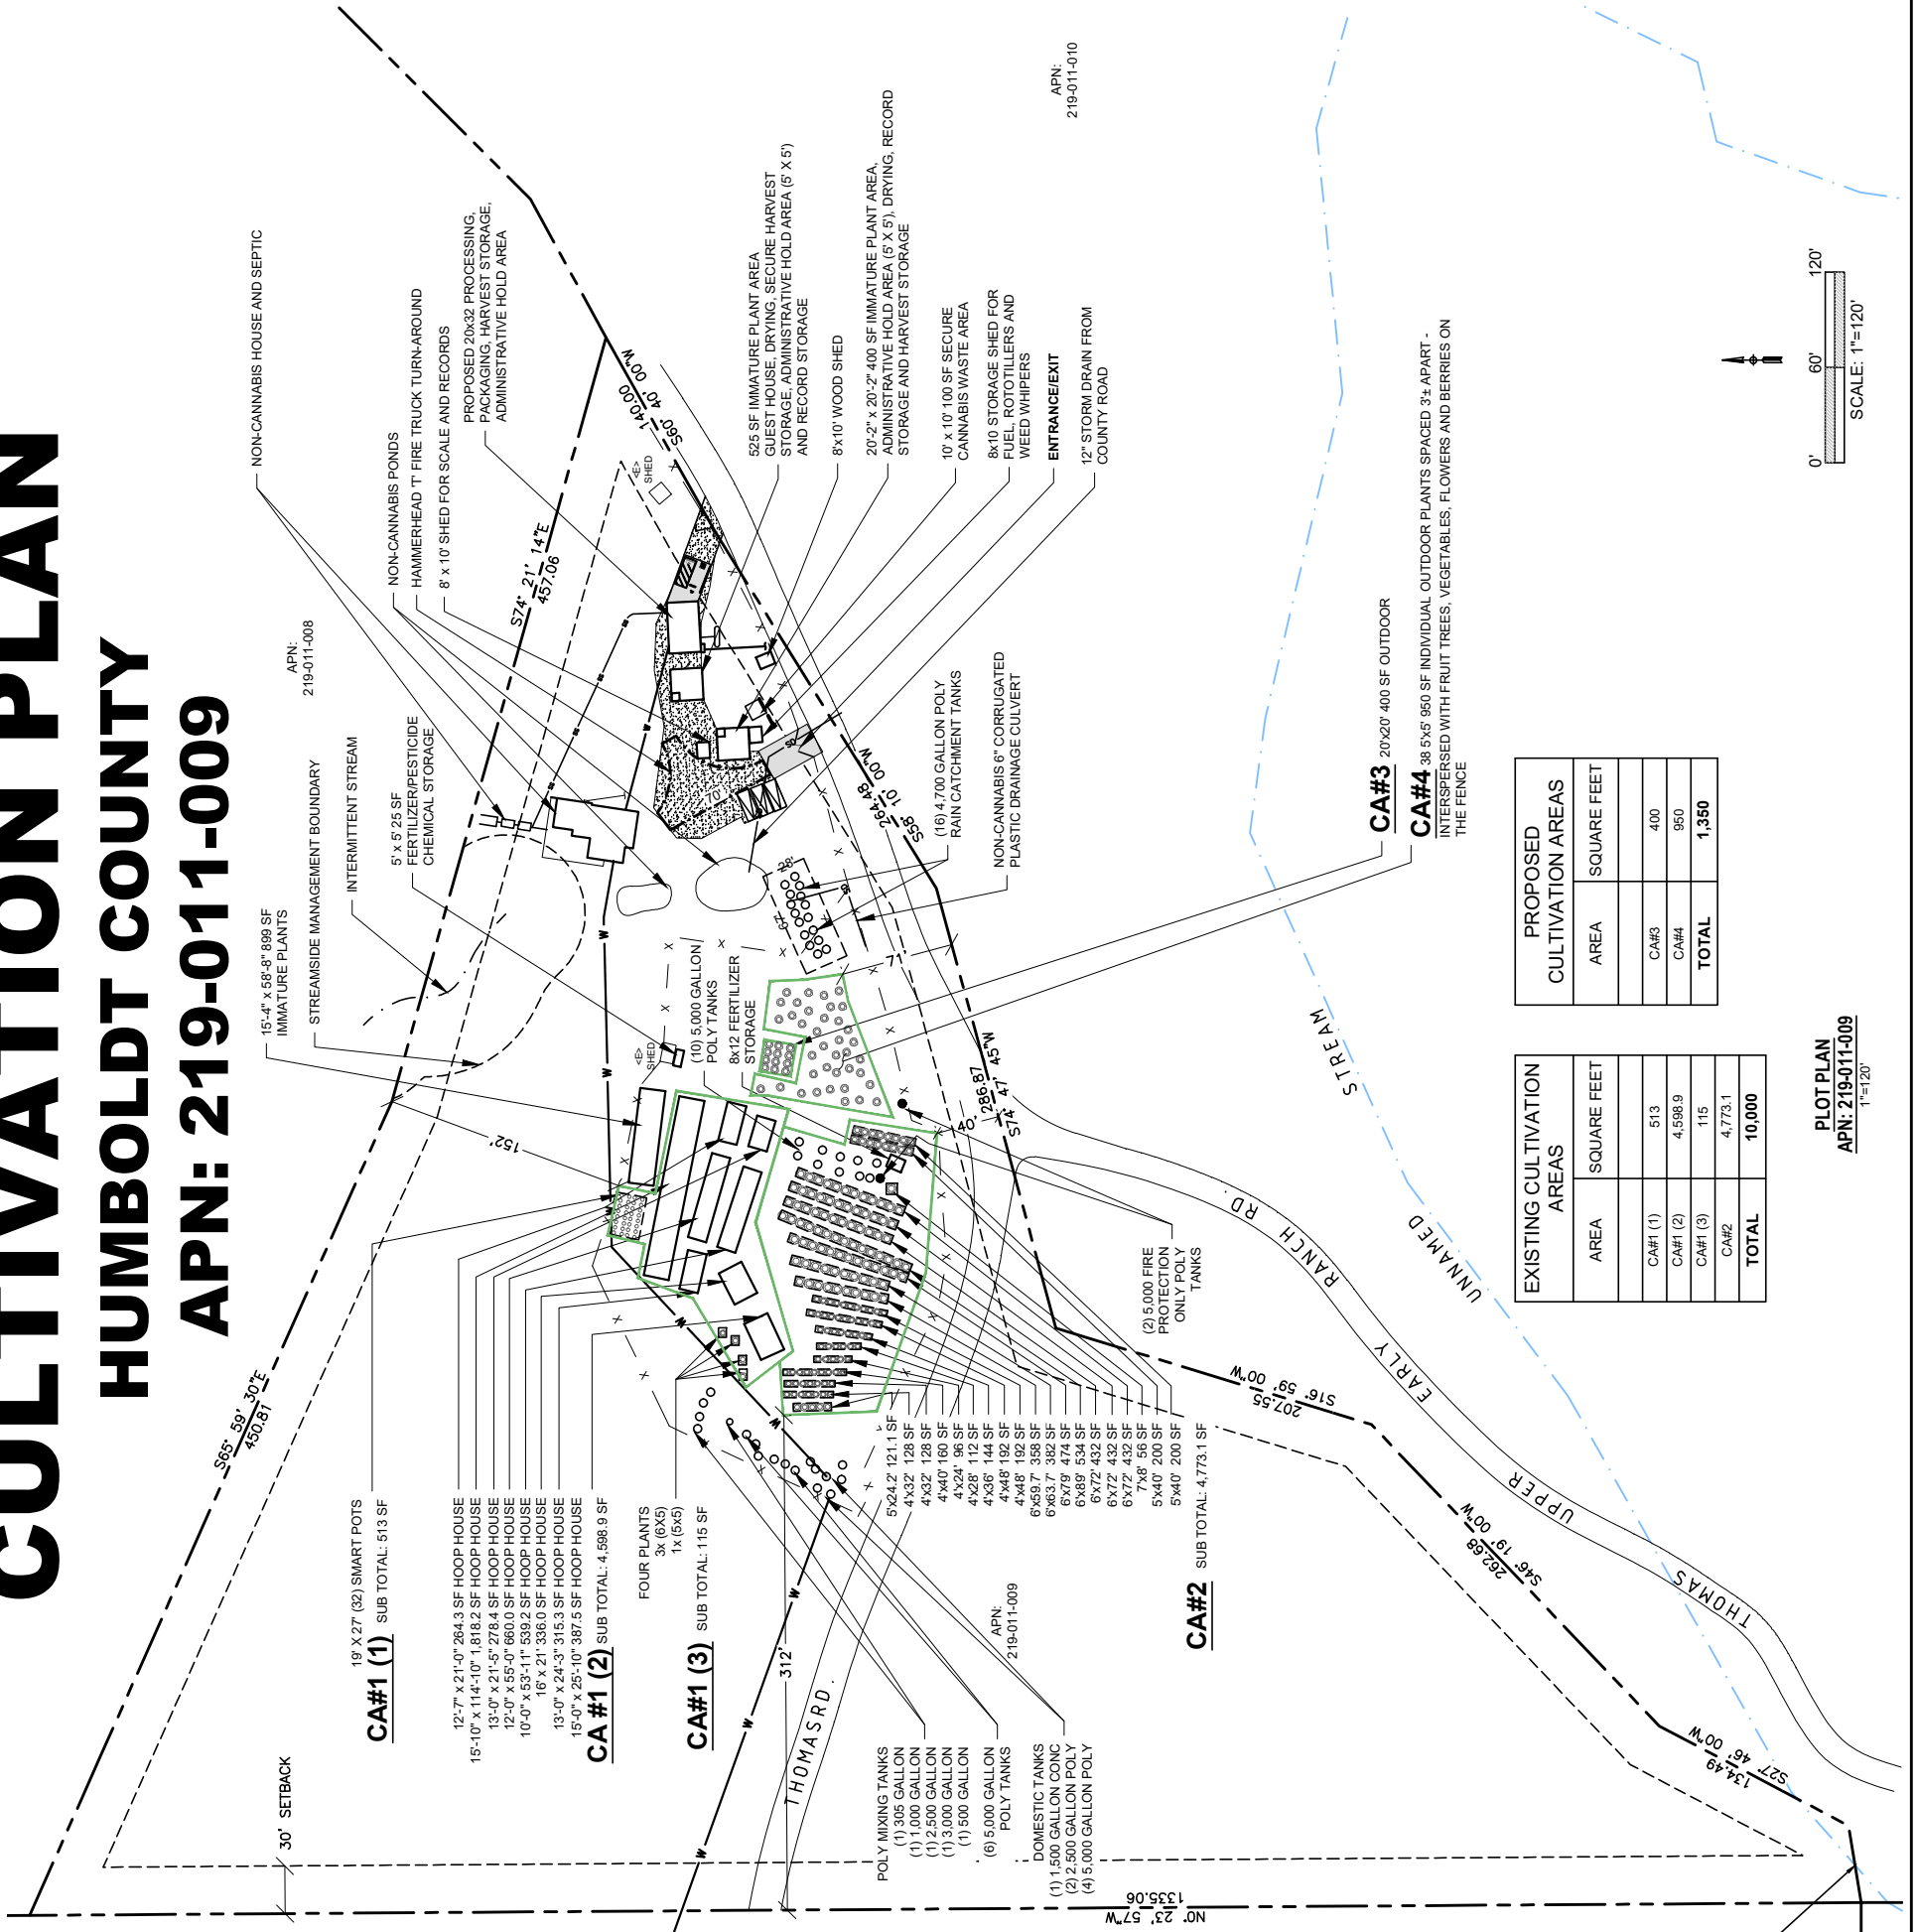 CULTIVATION PLAN
HUMBOLDT COUNTY
APN: 219-011-009
30' SETBACK
S65° 59' 30"E
450.81
19' X 27' (32) SMART POTS
CA#1 (1) SUB TOTAL: 513 SF
12'-7" x 21'-0" 264.3 SF HOOP HOUSE
15'-10" x 114'-10" 1,818.2 SF HOOP HOUSE
13'-0" x 21'-5" 278.4 SF HOOP HOUSE
12'-0" x 55'-0" 660.0 SF HOOP HOUSE
10'-0" x 53'-11" 539.2 SF HOOP HOUSE
16' x 21' 336.0 SF HOOP HOUSE
13'-0" x 24'-3" 315.3 SF HOOP HOUSE
15'-0" x 25'-10" 387.5 SF HOOP HOUSE
CA #1 (2) SUB TOTAL: 4,598.9 SF
FOUR PLANTS
3x (6X5)
1x (5x5)
CA#1 (3) SUB TOTAL: 115 SF
312'
THOMAS RD.
POLY MIXING TANKS
(1) 305 GALLON
(1) 1,000 GALLON
(1) 2,500 GALLON
(1) 3,000 GALLON
(1) 500 GALLON
(6) 5,000 GALLON
POLY TANKS
DOMESTIC TANKS
(1) 1,500 GALLON CONC
(2) 2,500 GALLON POLY
(4) 5,000 GALLON POLY
APN:
219-011-009
N0° 23' 57"W
1335.06
5'x24.2' 121.1 SF
4'x32' 128 SF
4'x32' 128 SF
4'x40' 160 SF
4'x24' 96 SF
4'x28' 112 SF
4'x36' 144 SF
4'x48' 192 SF
4'x48' 192 SF
6'x59.7' 358 SF
6'x63.7' 382 SF
6'x79' 474 SF
6'x89' 534 SF
6'x72' 432 SF
6'x72' 432 SF
6'x72' 432 SF
7'x8' 56 SF
5'x40' 200 SF
5'x40' 200 SF
CA#2 SUB TOTAL: 4,773.1 SF
15'-4" x 58'-8" 899 SF
IMMATURE PLANTS
STREAMSIDE MANAGEMENT BOUNDARY
INTERMITTENT STREAM
5' x 5' 25 SF
FERTILIZER/PESTICIDE
CHEMICAL STORAGE
APN:
219-011-008
152'
<E>
SHED
(10) 5,000 GALLON
POLY TANKS
8x12 FERTILIZER
STORAGE
NON-CANNABIS HOUSE AND SEPTIC
NON-CANNABIS PONDS
HAMMERHEAD 'T' FIRE TRUCK TURN-AROUND
8' x 10' SHED FOR SCALE AND RECORDS
PROPOSED 20x32 PROCESSING,
PACKAGING, HARVEST STORAGE,
ADMINISTRATIVE HOLD AREA
S74° 21' 14"E
457.06
<E>
SHED
140.00
S60° 40' 00"W
525 SF IMMATURE PLANT AREA
GUEST HOUSE, DRYING, SECURE HARVEST
STORAGE, ADMINISTRATIVE HOLD AREA (5' X 5')
AND RECORD STORAGE
8'x10' WOOD SHED
20'-2" x 20'-2" 400 SF IMMATURE PLANT AREA,
ADMINISTRATIVE HOLD AREA (5' X 5'), DRYING, RECORD
STORAGE AND HARVEST STORAGE
10' x 10' 100 SF SECURE
CANNABIS WASTE AREA
8x10 STORAGE SHED FOR
FUEL, ROTOTILLERS AND
WEED WHIPERS
ENTRANCE/EXIT
12" STORM DRAIN FROM
COUNTY ROAD
APN:
219-011-010
70'
264.48
S58° 10' 00"W
28'
(16) 4,700 GALLON POLY
RAIN CATCHMENT TANKS
NON-CANNABIS 6" CORRUGATED
PLASTIC DRAINAGE CULVERT
71'
40'
286.87
S74° 47' 45"W
(2) 5,000 FIRE
PROTECTION
ONLY POLY
TANKS
CA#3 20'x20' 400 SF OUTDOOR
CA#4 38 5'x5' 950 SF INDIVIDUAL OUTDOOR PLANTS SPACED 3'± APART -
INTERSPERSED WITH FRUIT TREES, VEGETABLES, FLOWERS AND BERRIES ON
THE FENCE
S16° 59' 00"W
207.55
262.68
S46° 19' 00"W
134.49
S27° 46' 00"W
THOMAS UPPER EARLY RANCH RD.
UNNAMED STREAM
EXISTING CULTIVATION
AREAS
AREA SQUARE FEET
CA#1 (1) 513
CA#1 (2) 4,598.9
CA#1 (3) 115
CA#2 4,773.1
TOTAL 10,000
PROPOSED
CULTIVATION AREAS
AREA SQUARE FEET
CA#3 400
CA#4 950
TOTAL 1,350
PLOT PLAN
APN: 219-011-009
1"=120'
0' 60' 120'
SCALE: 1"=120'